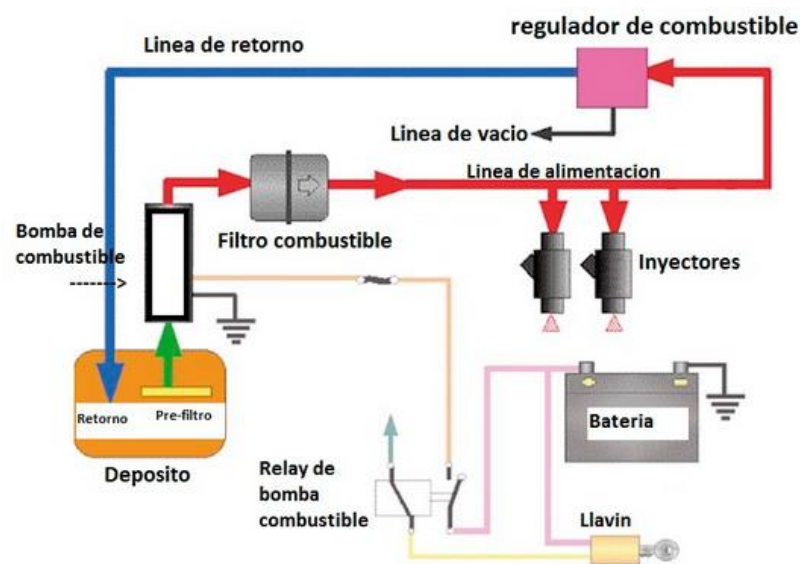 regulador de combustible
Linea de retorno
Linea de vacio
Linea de alimentacion
Bomba de
combustible
Filtro combustible
Inyectores
Retorno
Pre-filtro
Deposito
Bateria
Relay de
bomba
combustible
Llavin